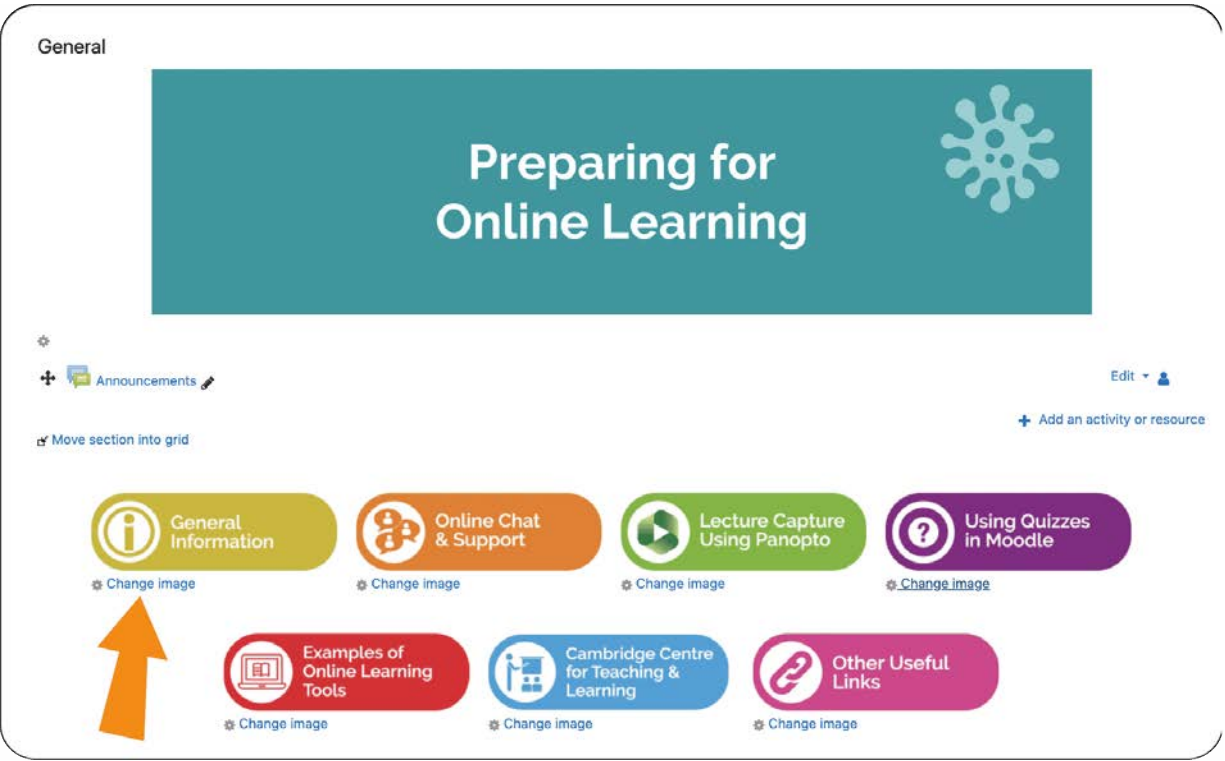 General
Preparing for
Online Learning
Announcements
Edit
Add an activity or resource
Move section into grid
General
Information
Online Chat
& Support
Lecture Capture
Using Panopto
Using Quizzes
in Moodle
Change image
Change image
Change image
Change image
Examples of
Online Learning
Tools
Cambridge Centre
for Teaching &
Learning
Other Useful
Links
Change image
Change image
Change image